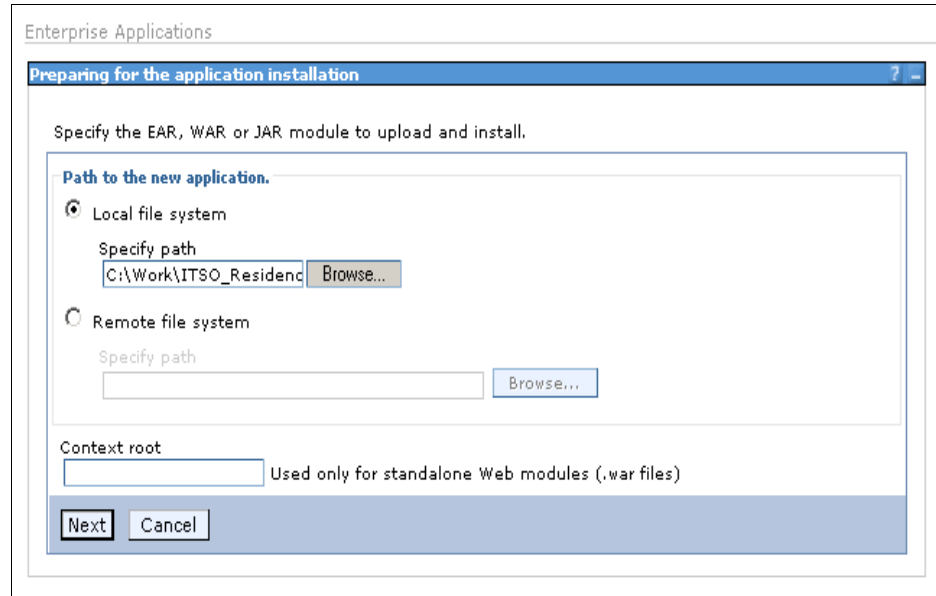 Enterprise Applications
Preparing for the application installation ? –
Specify the EAR, WAR or JAR module to upload and install.
Path to the new application.
Local file system
Specify path
C:\Work\ITSO_Residenc Browse...
Remote file system
Specify path
Browse...
Context root
Used only for standalone Web modules (.war files)
Next Cancel